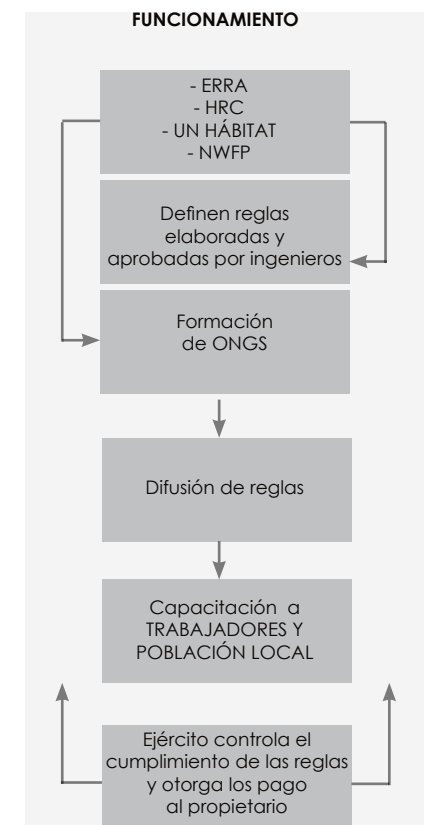 FUNCIONAMIENTO
- ERRA
- HRC
- UN HÁBITAT
- NWFP
Definen reglas
elaboradas y
aprobadas por ingenieros
Formación
de ONGS
Difusión de reglas
Capacitación a
TRABAJADORES Y
POBLACIÓN LOCAL
Ejército controla el
cumplimiento de las reglas
y otorga los pago
al propietario